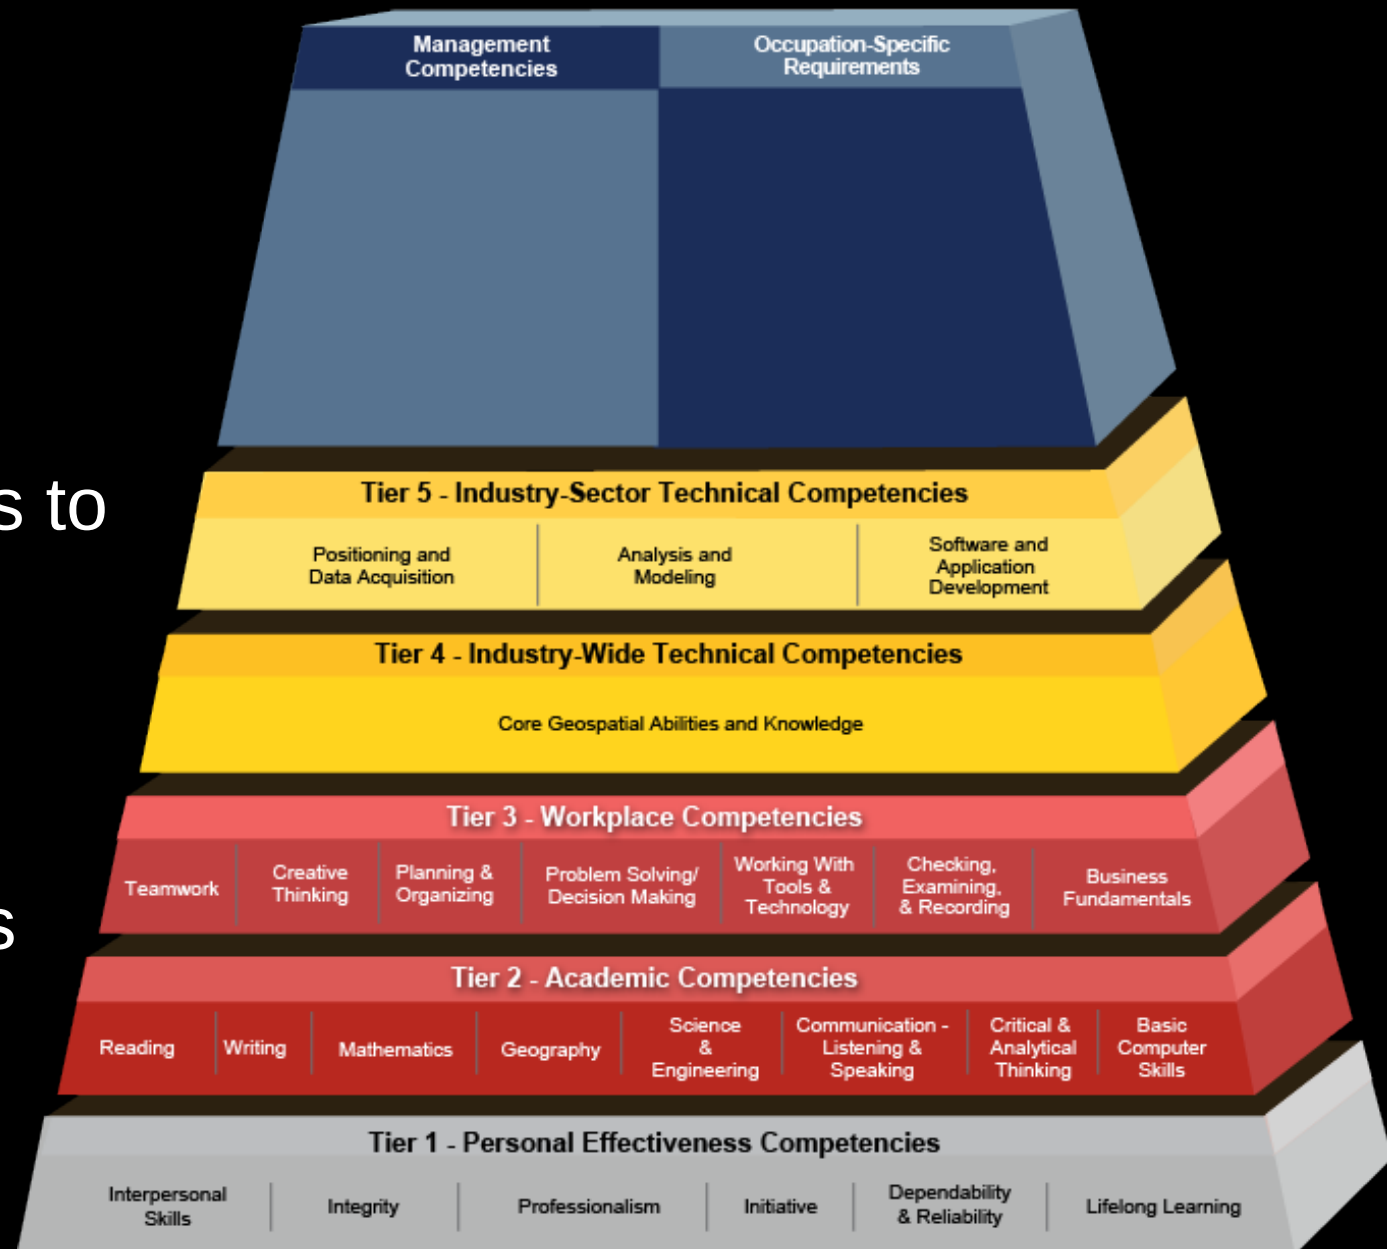 Management
Competencies
Occupation-Specific
Requirements
s to
Tier 5 - Industry-Sector Technical Competencies
Positioning and
Data Acquisition
Analysis and
Modeling
Software and
Application
Development
Tier 4 - Industry-Wide Technical Competencies
Core Geospatial Abilities and Knowledge
Tier 3 - Workplace Competencies
Teamwork
Creative
Thinking
Planning &
Organizing
Problem Solving/
Decision Making
Working With
Tools &
Technology
Checking,
Examining,
& Recording
Business
Fundamentals
s
Tier 2 - Academic Competencies
Reading
Writing
Mathematics
Geography
Science
&
Engineering
Communication -
Listening &
Speaking
Critical &
Analytical
Thinking
Basic
Computer
Skills
Tier 1 - Personal Effectiveness Competencies
Interpersonal
Skills
Integrity
Professionalism
Initiative
Dependability
& Reliability
Lifelong Learning